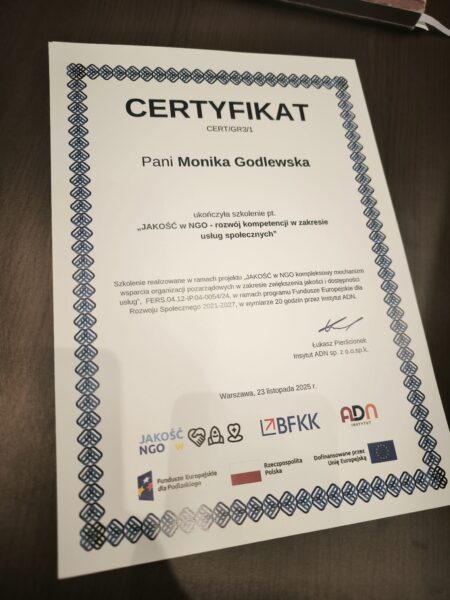 CERTYFIKAT
CERT/GR3/1
Pani Monika Godlewska
ukończyła szkolenie pt.
„JAKOŚĆ w NGO - rozwój kompetencji w zakresie
usług społecznych"
Szkolenie realizowane w ramach projektu „JAKOŚĆ w NGO kompleksowy mechanizm
wsparcia organizacji pozarządowych w zakresie zwiększenia jakości i dostępności
usług", FERS.04.12-IP.04-0054/24, w ramach programu Fundusze Europejskie dla
Rozwoju Społecznego 2021-2027, w wymiarze 20 godzin przez Instytut ADN.
Łukasz Pierścionek
Instytut ADN sp. z o.o.sp.k.
Warszawa, 23 listopada 2025 r.
JAKOŚĆ
W NGO
BFKK
ADN
INSTYTUT
Fundusze Europejskie
dla Podlaskiego
Rzeczpospolita
Polska
Dofinansowane przez
Unię Europejską